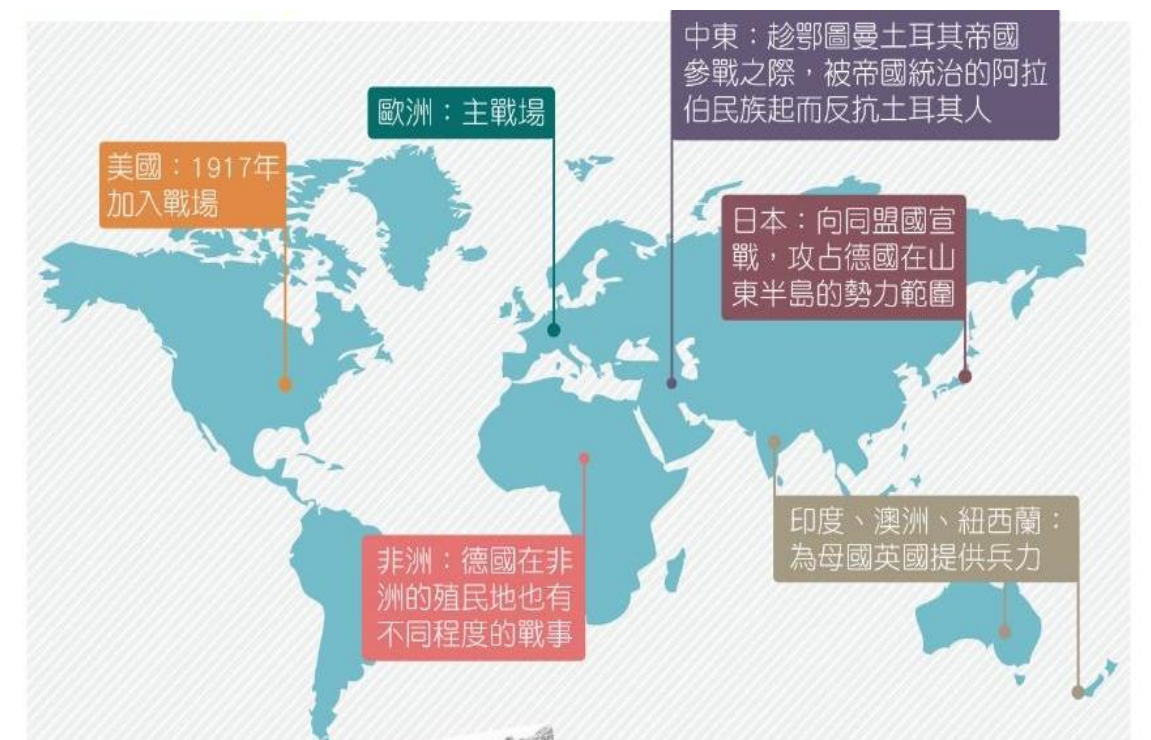 中東：趁鄂圖曼土耳其帝國
參戰之際，被帝國統治的阿拉
伯民族起而反抗土耳其人
歐洲：主戰場
美國：1917年
加入戰場
日本：向同盟國宣
戰，攻占德國在山
東半島的勢力範圍
印度、澳洲、紐西蘭：
為母國英國提供兵力
非洲：德國在非
洲的殖民地也有
不同程度的戰事